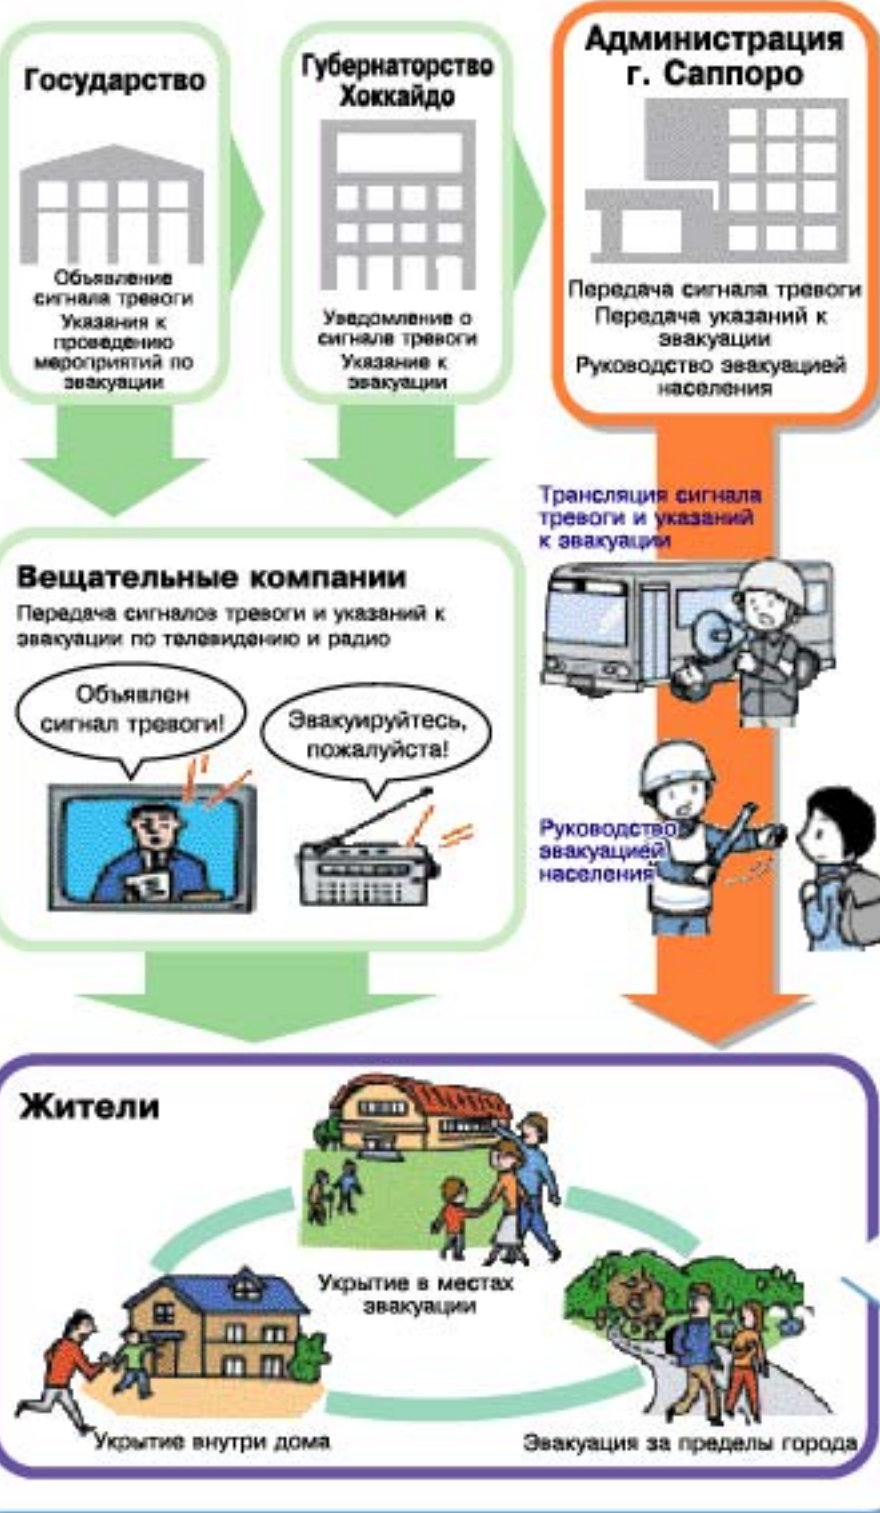 Государство
Объявление
сигнала тревоги
Указания к
проведению
мероприятий по
эвакуации
Губернаторство
Хоккайдо
Уведомление о
сигнале тревоги
Указание к
эвакуации
Администрация
г. Саппоро
Передача сигнала тревоги
Передача указаний к
эвакуации
Руководство эвакуацией
населения
Трансляция сигнала
тревоги и указаний
к эвакуации
Вещательные компании
Передача сигналов тревоги и указаний к
эвакуации по телевидению и радио
Объявлен
сигнал тревоги!
Эвакуируйтесь,
пожалуйста!
Руководство
эвакуацией
населения
Жители
Укрытие в местах
эвакуации
Укрытие внутри дома
Эвакуация за пределы города